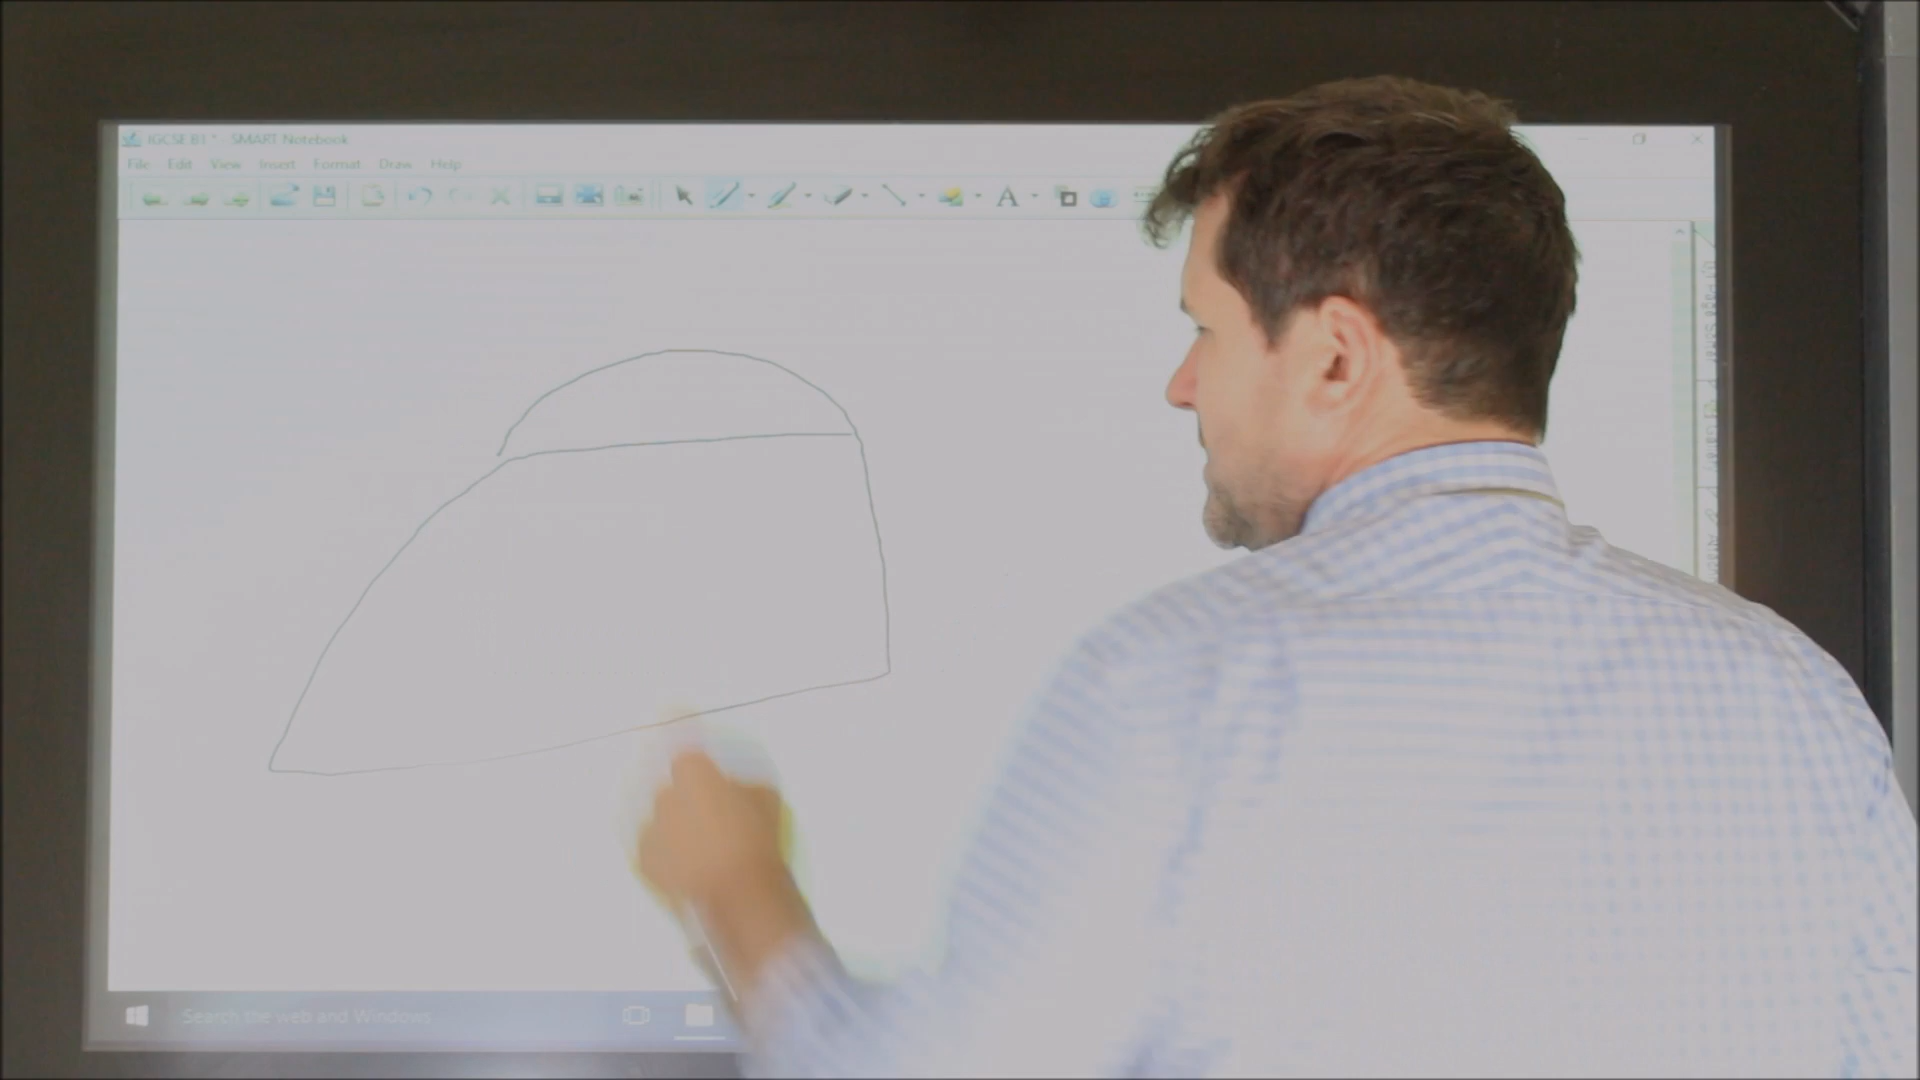 IGCSE B1 * - SMART Notebook
File Edit View Insert Format Draw Help
A
Search the web and Windows